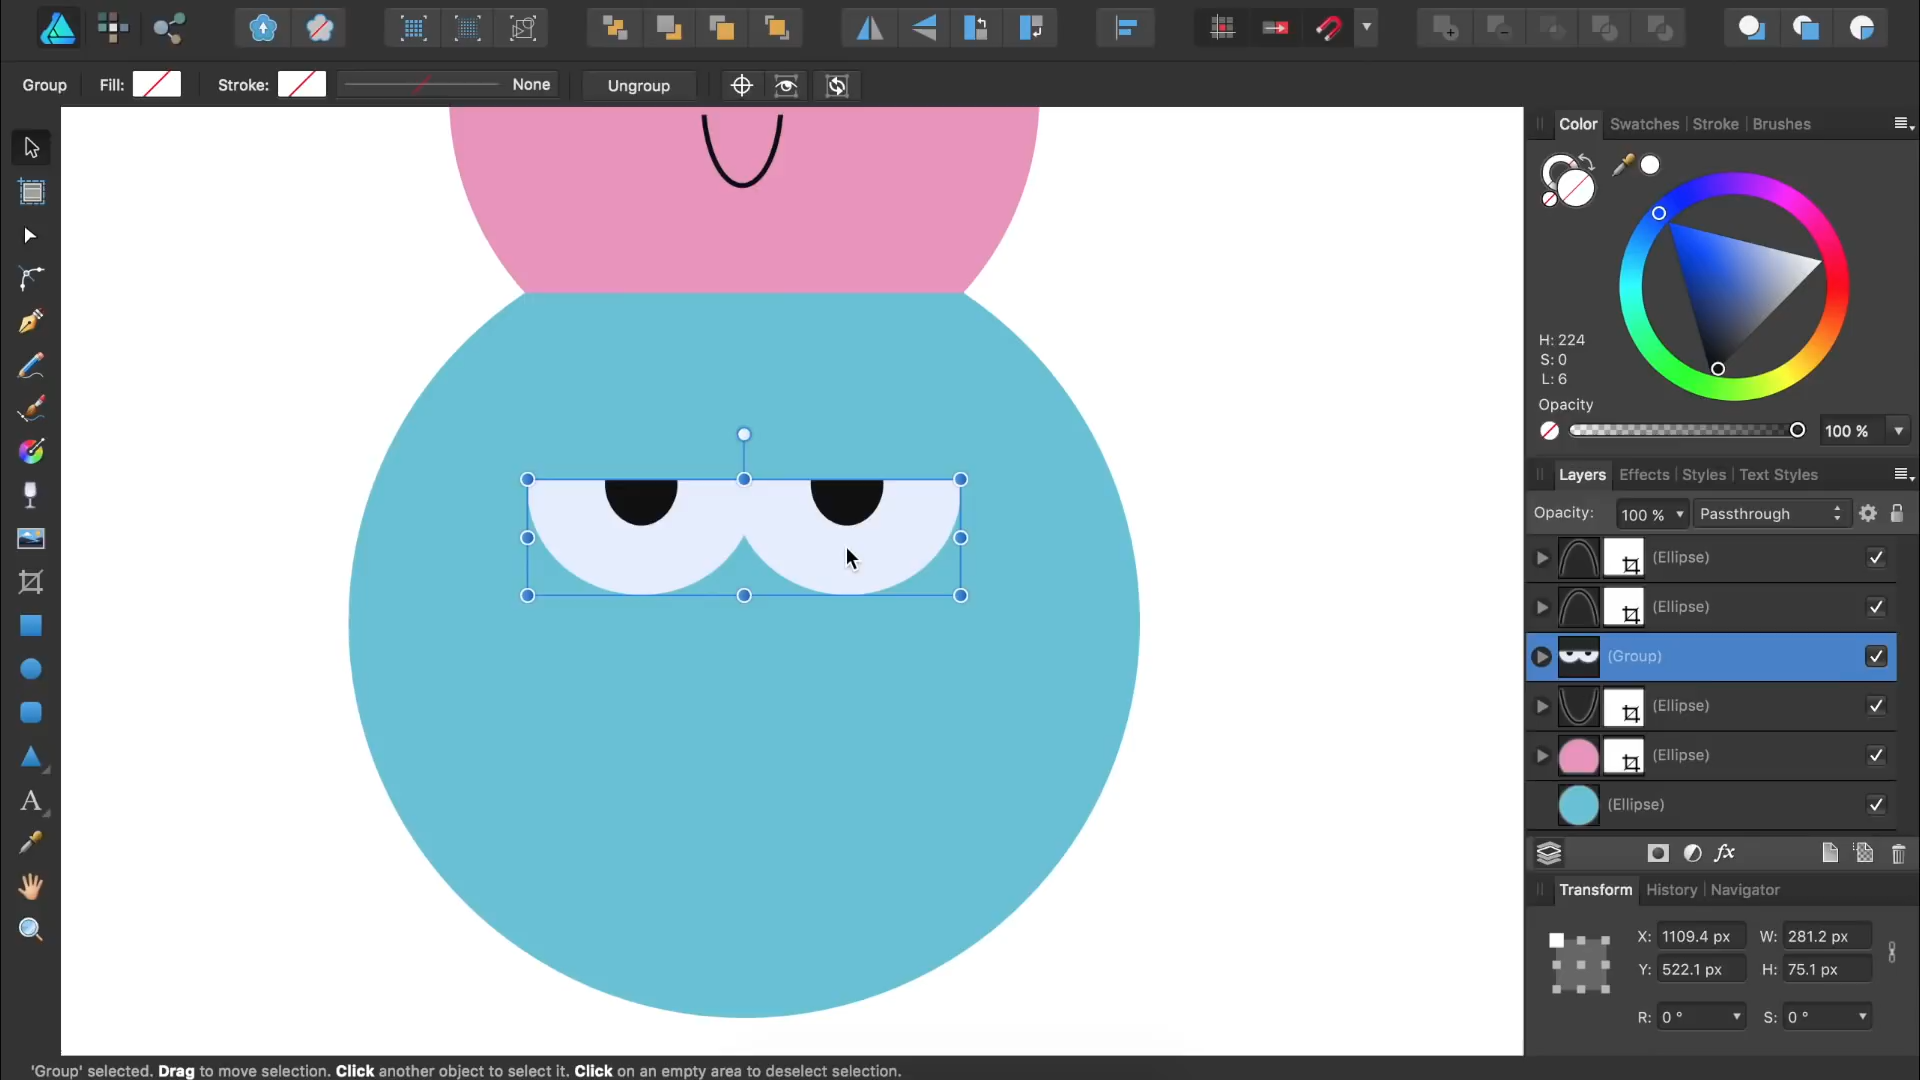 Group Fill: Stroke: None Ungroup
Color Swatches Stroke Brushes
H: 224
S: 0
L: 6
Opacity
100 %
Layers Effects Styles Text Styles
Opacity: 100 % Passthrough
(Ellipse)
(Ellipse)
(Group)
(Ellipse)
(Ellipse)
(Ellipse)
fx
Transform History Navigator
X: 1109.4 px W: 281.2 px
Y: 522.1 px H: 75.1 px
R: 0 ° S: 0 °
'Group' selected. Drag to move selection. Click another object to select it. Click on an empty area to deselect selection.